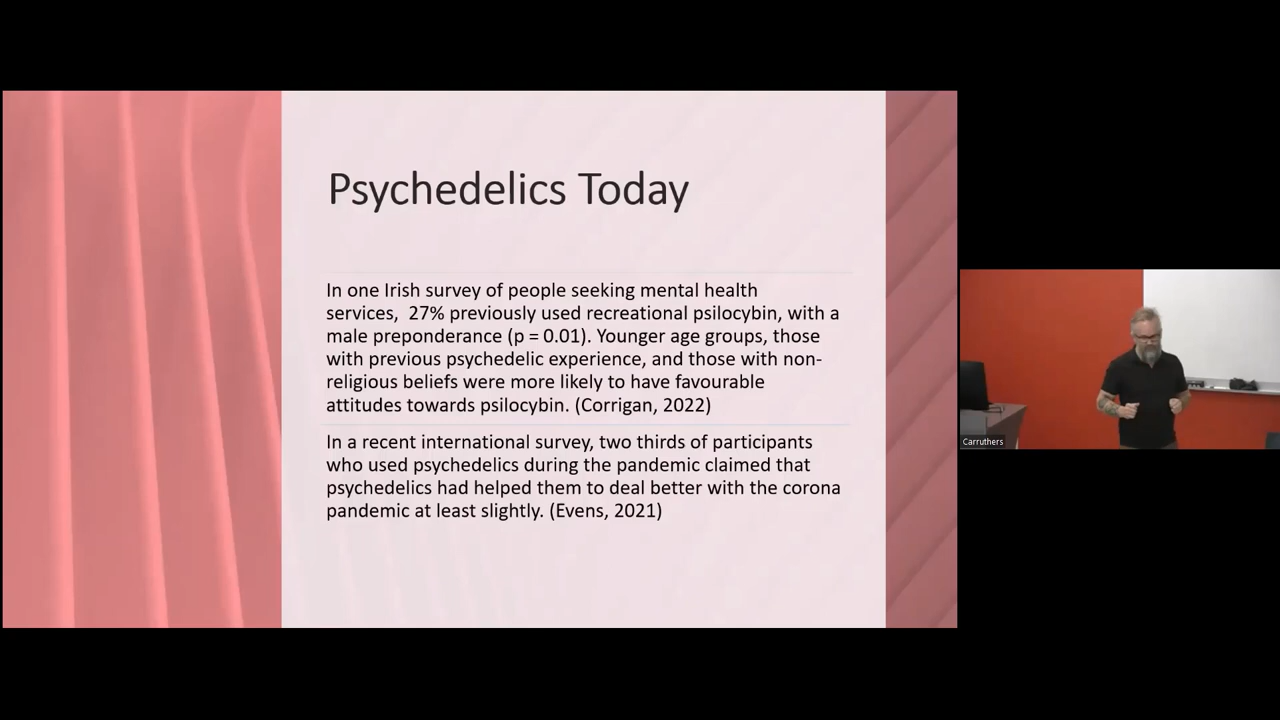 Psychedelics Today
In one Irish survey of people seeking mental health
services,  27% previously used recreational psilocybin, with a
male preponderance (p = 0.01). Younger age groups, those
with previous psychedelic experience, and those with non-
religious beliefs were more likely to have favourable
attitudes towards psilocybin. (Corrigan, 2022)
In a recent international survey, two thirds of participants
who used psychedelics during the pandemic claimed that
psychedelics had helped them to deal better with the corona
pandemic at least slightly. (Evens, 2021)
Carruthers